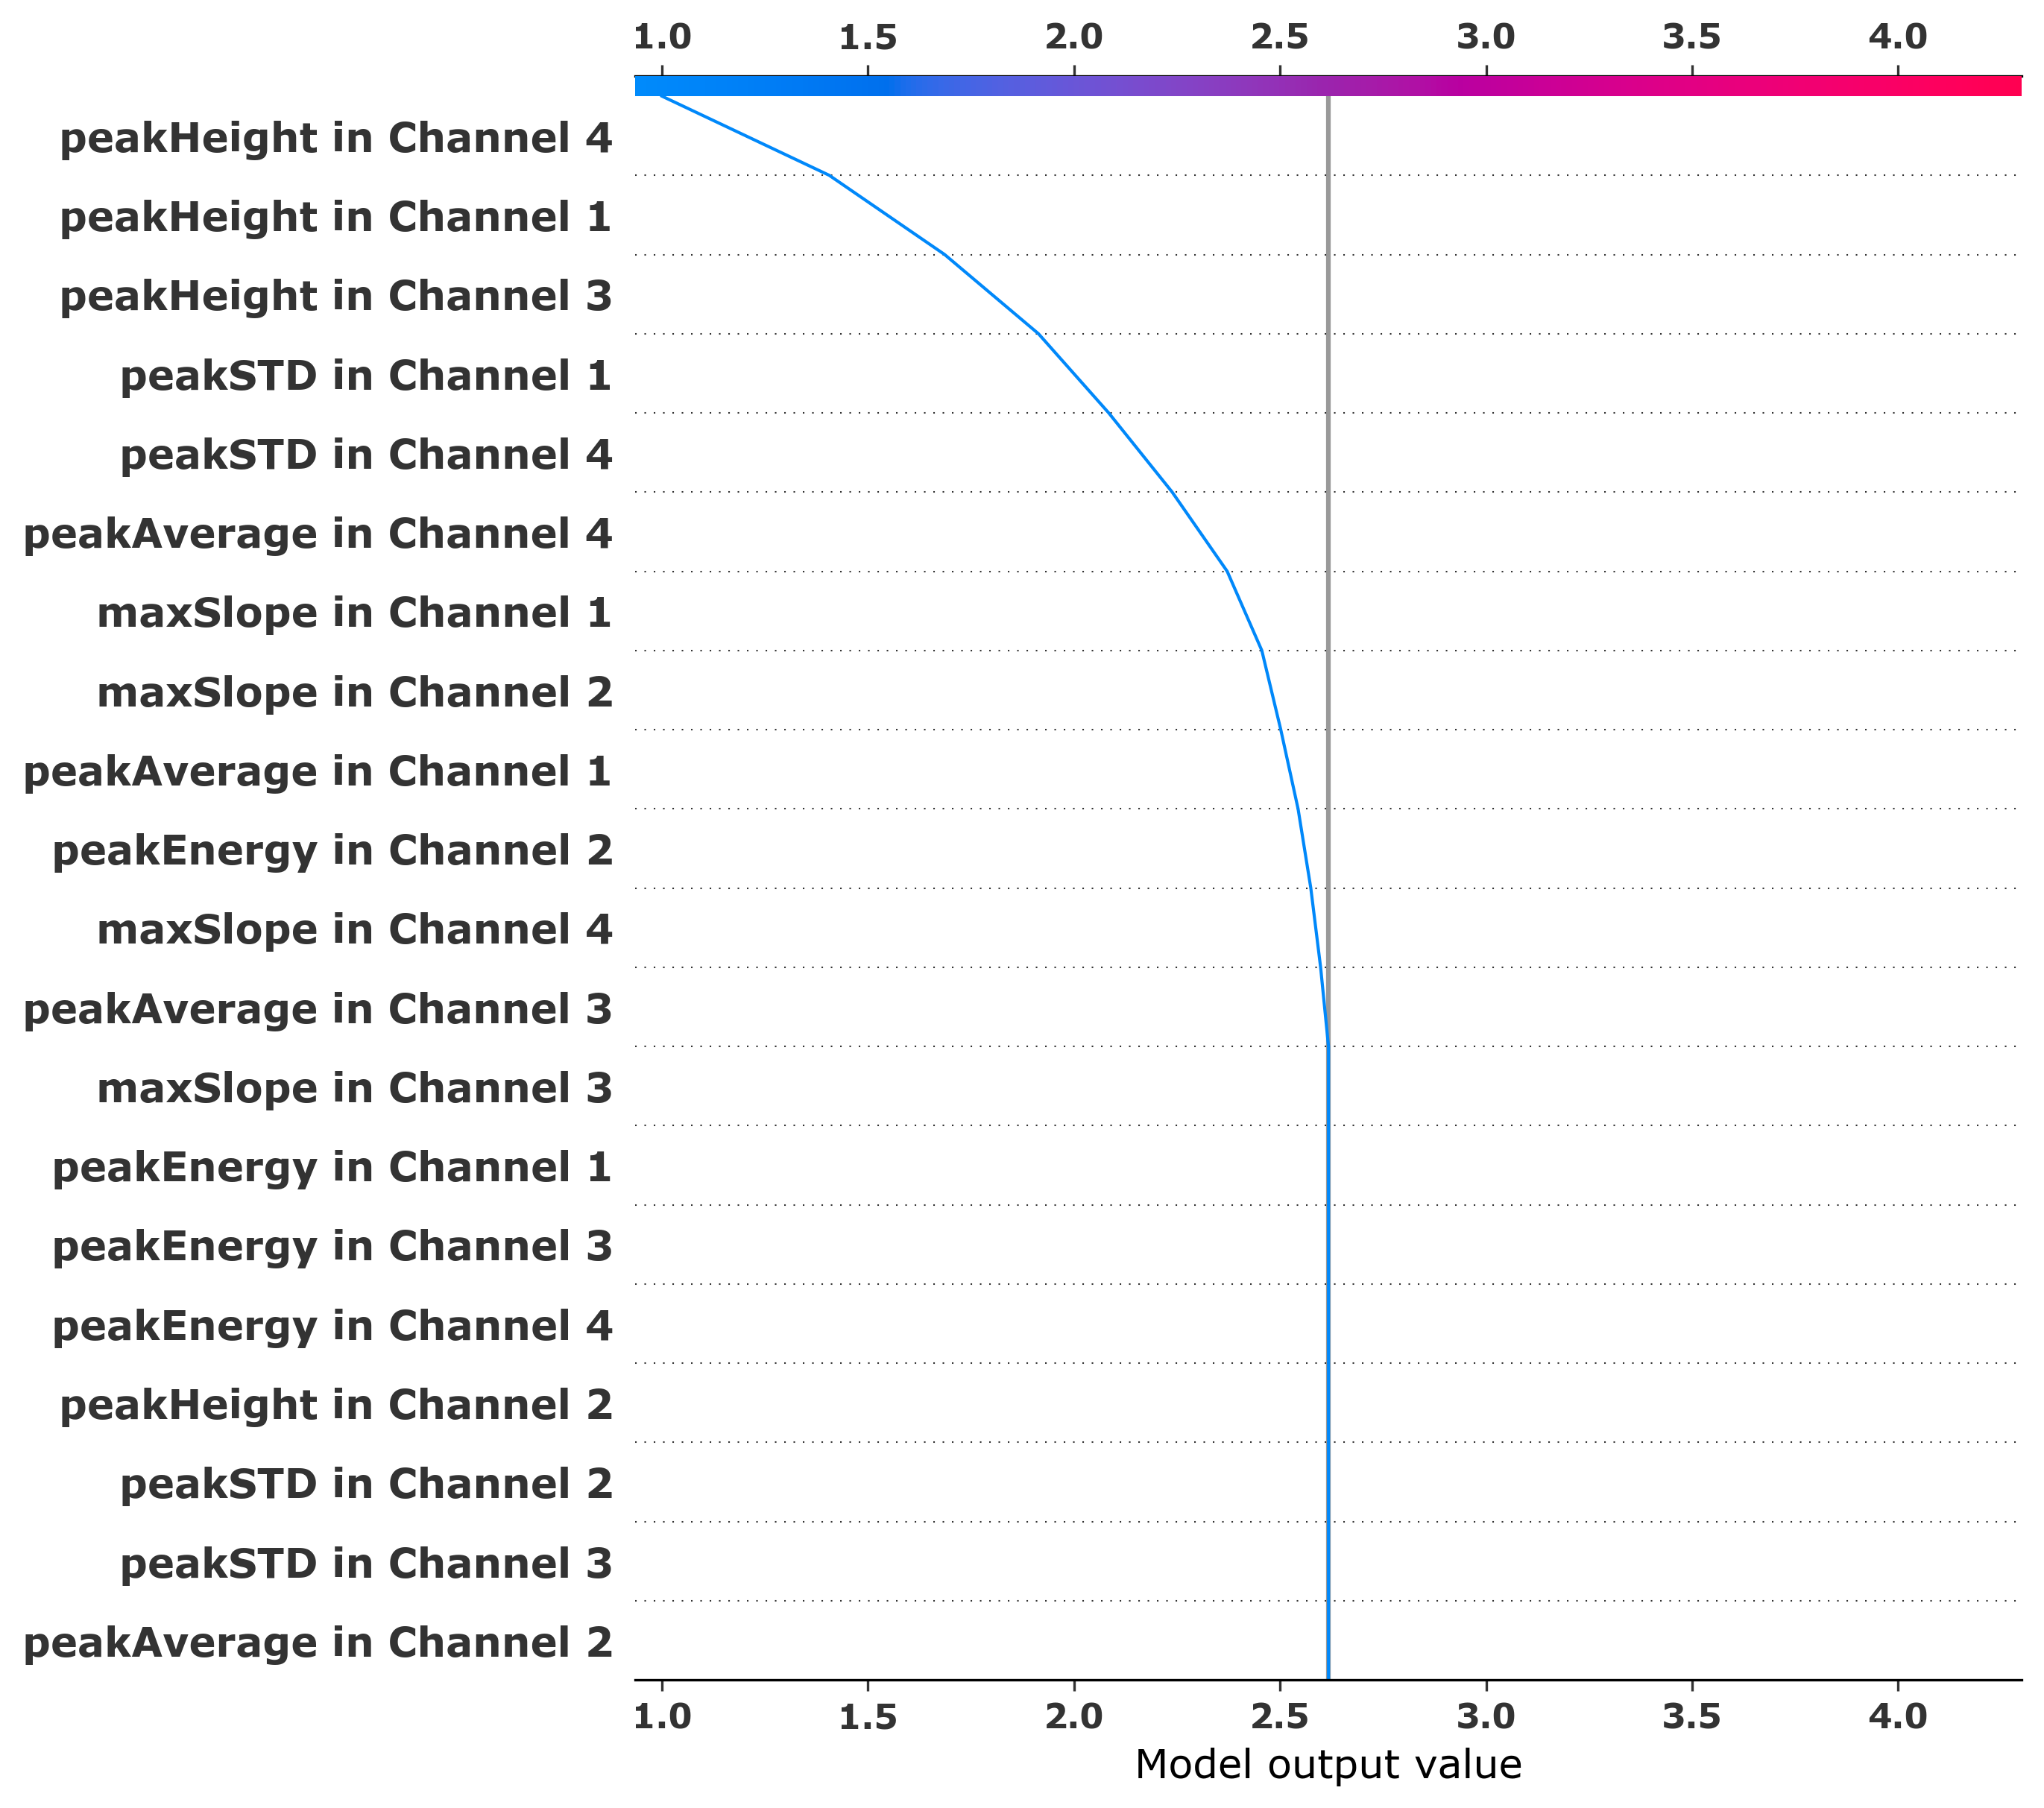 1.0 1.5 2.0 2.5 3.0 3.5 4.0
peakHeight in Channel 4
peakHeight in Channel 1
peakHeight in Channel 3
peakSTD in Channel 1
peakSTD in Channel 4
peakAverage in Channel 4
maxSlope in Channel 1
maxSlope in Channel 2
peakAverage in Channel 1
peakEnergy in Channel 2
maxSlope in Channel 4
peakAverage in Channel 3
maxSlope in Channel 3
peakEnergy in Channel 1
peakEnergy in Channel 3
peakEnergy in Channel 4
peakHeight in Channel 2
peakSTD in Channel 2
peakSTD in Channel 3
peakAverage in Channel 2
1.0 1.5 2.0 2.5 3.0 3.5 4.0
Model output value